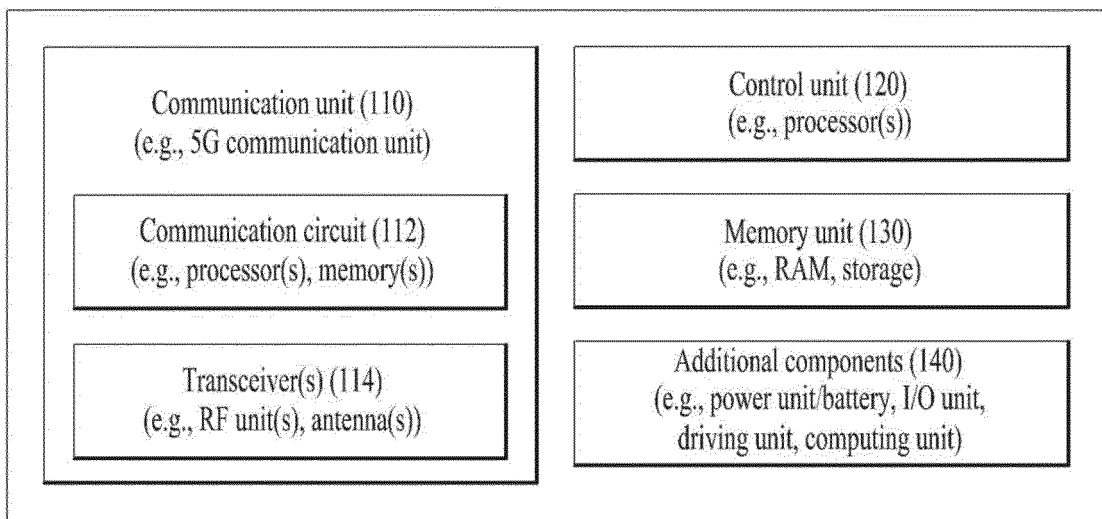 Communication unit (110)
(e.g., 5G communication unit)
Communication circuit (112)
(e.g., processor(s), memory(s))
Transceiver(s) (114)
(e.g., RF unit(s), antenna(s))
Control unit (120)
(e.g., processor(s))
Memory unit (130)
(e.g., RAM, storage)
Additional components (140)
(e.g., power unit/battery, I/O unit,
driving unit, computing unit)